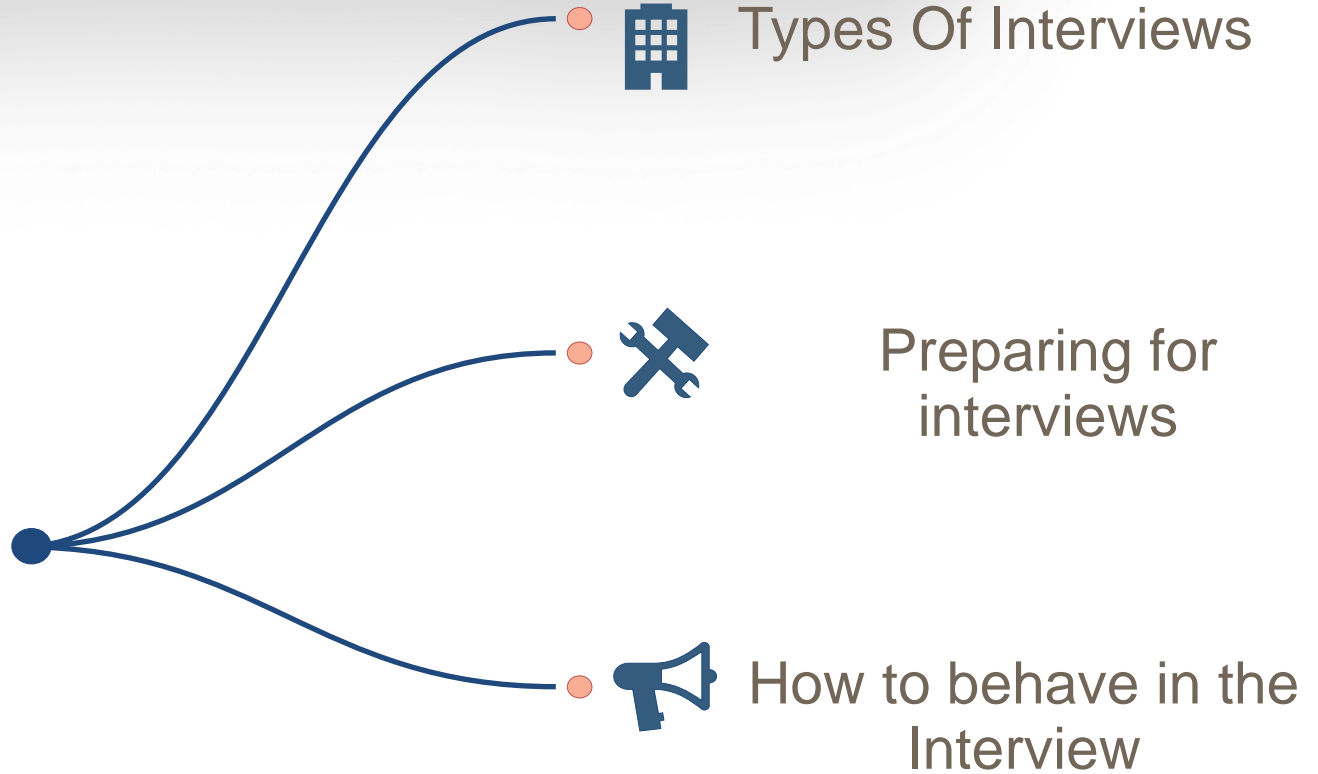 Types Of Interviews
Preparing for
interviews
How to behave in the
Interview